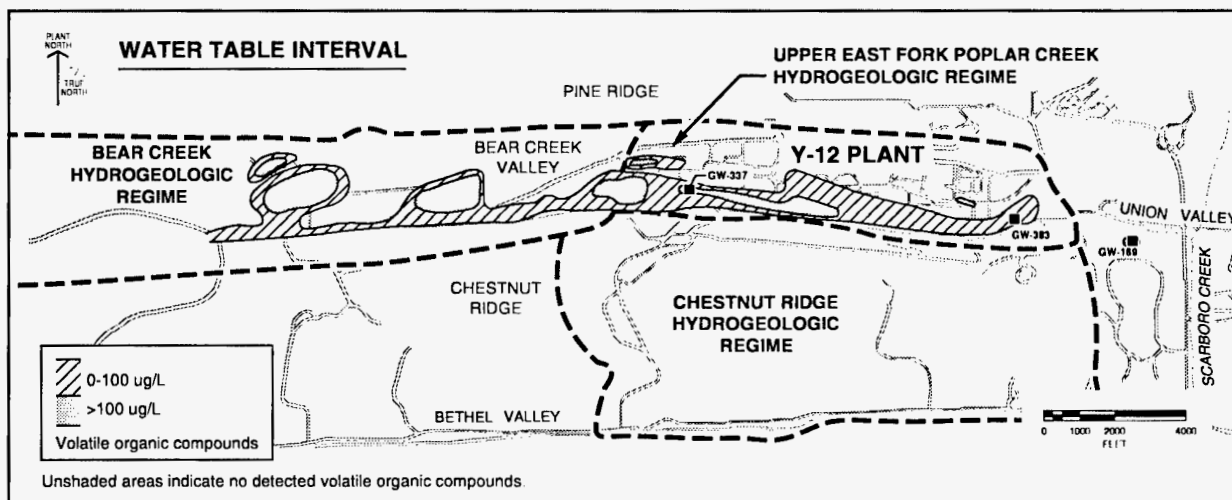 PLANT
NORTH
TRUE
NORTH
WATER TABLE INTERVAL
UPPER EAST FORK POPLAR CREEK
HYDROGEOLOGIC REGIME
PINE RIDGE
BEAR CREEK
HYDROGEOLOGIC
REGIME
BEAR CREEK
VALLEY
Y-12 PLANT
GW-337
UNION VALLEY
GW-383
GW-169
SCARBORO CREEK
CHESTNUT
RIDGE
CHESTNUT RIDGE
HYDROGEOLOGIC
REGIME
0-100 ug/L
>100 ug/L
Volatile organic compounds
BETHEL VALLEY
0 1000 2000 4000
FEET
Unshaded areas indicate no detected volatile organic compounds.